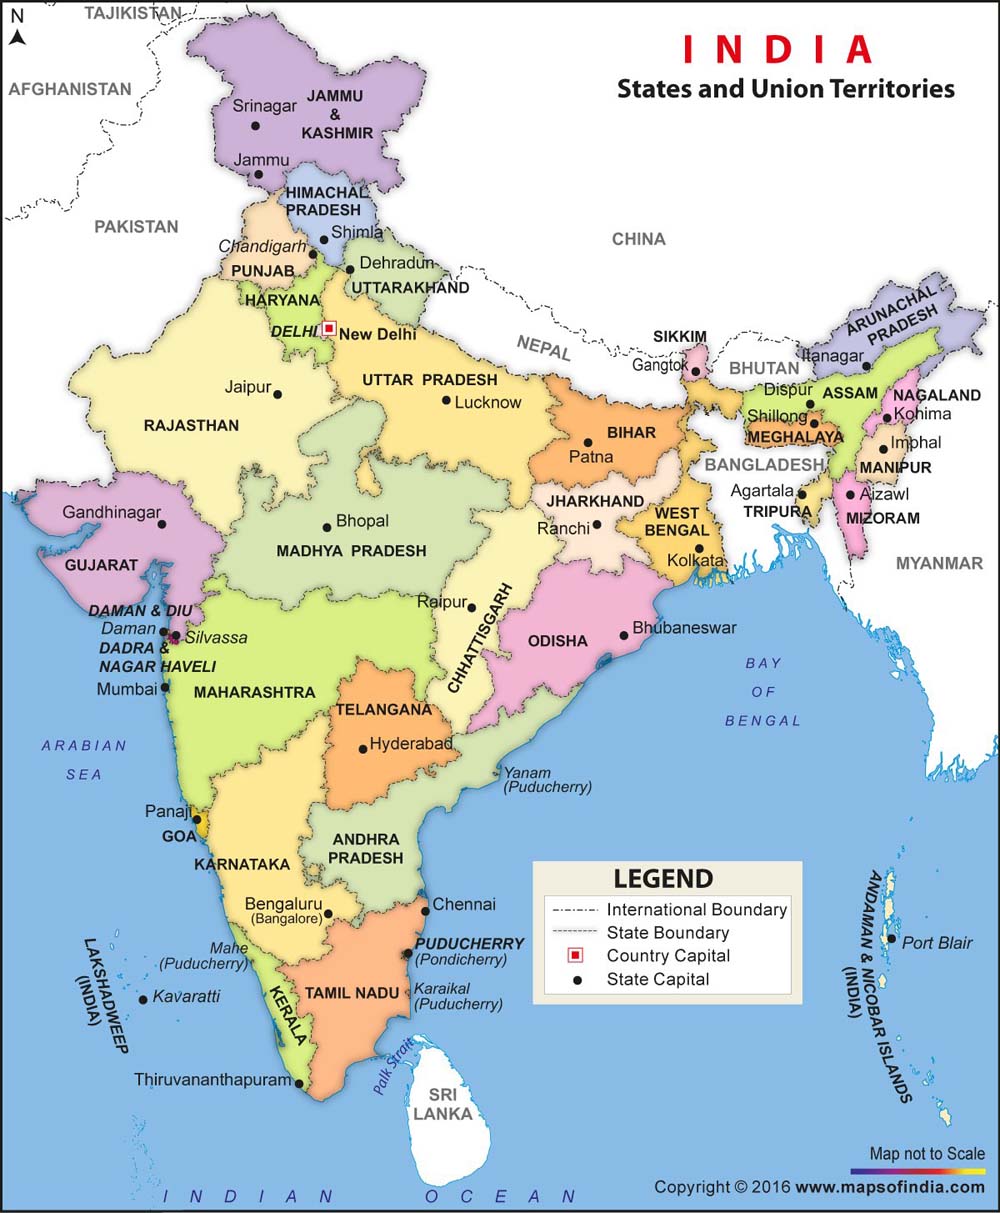 N
TAJIKISTAN
AFGHANISTAN
I N D I A
States and Union Territories
Srinagar
JAMMU
&
KASHMIR
Jammu
HIMACHAL
PRADESH
PAKISTAN
Shimla
CHINA
Chandigarh
PUNJAB
Dehradun
UTTARAKHAND
HARYANA
DELHI
New Delhi
NEPAL
SIKKIM
Gangtok
BHUTAN
ARUNACHAL
PRADESH
Itanagar
Dispur
ASSAM
NAGALAND
Shillong
Kohima
MEGHALAYA
Imphal
MANIPUR
BANGLADESH
Agartala
TRIPURA
Aizawl
MIZORAM
MYANMAR
Jaipur
RAJASTHAN
UTTAR PRADESH
Lucknow
BIHAR
Patna
JHARKHAND
Ranchi
WEST
BENGAL
Kolkata
Gandhinagar
GUJARAT
Bhopal
MADHYA PRADESH
Raipur
CHHATTISGARH
ODISHA
Bhubaneswar
DAMAN & DIU
Daman
Silvassa
DADRA &
NAGAR HAVELI
Mumbai
MAHARASHTRA
TELANGANA
Hyderabad
BAY
OF
BENGAL
ARABIAN
SEA
Yanam
(Puducherry)
Panaji
GOA
KARNATAKA
ANDHRA
PRADESH
Bengaluru
(Bangalore)
Chennai
Mahe
(Puducherry)
PUDUCHERRY
(Pondicherry)
Karaikal
(Puducherry)
TAMIL NADU
KERALA
LAKSHADWEEP
(INDIA)
Kavaratti
Thiruvananthapuram
Palk Strait
SRI
LANKA
LEGEND
International Boundary
State Boundary
Country Capital
State Capital
ANDAMAN & NICOBAR ISLANDS
(INDIA)
Port Blair
INDIAN OCEAN
Map not to Scale
Copyright © 2016 www.mapsofindia.com